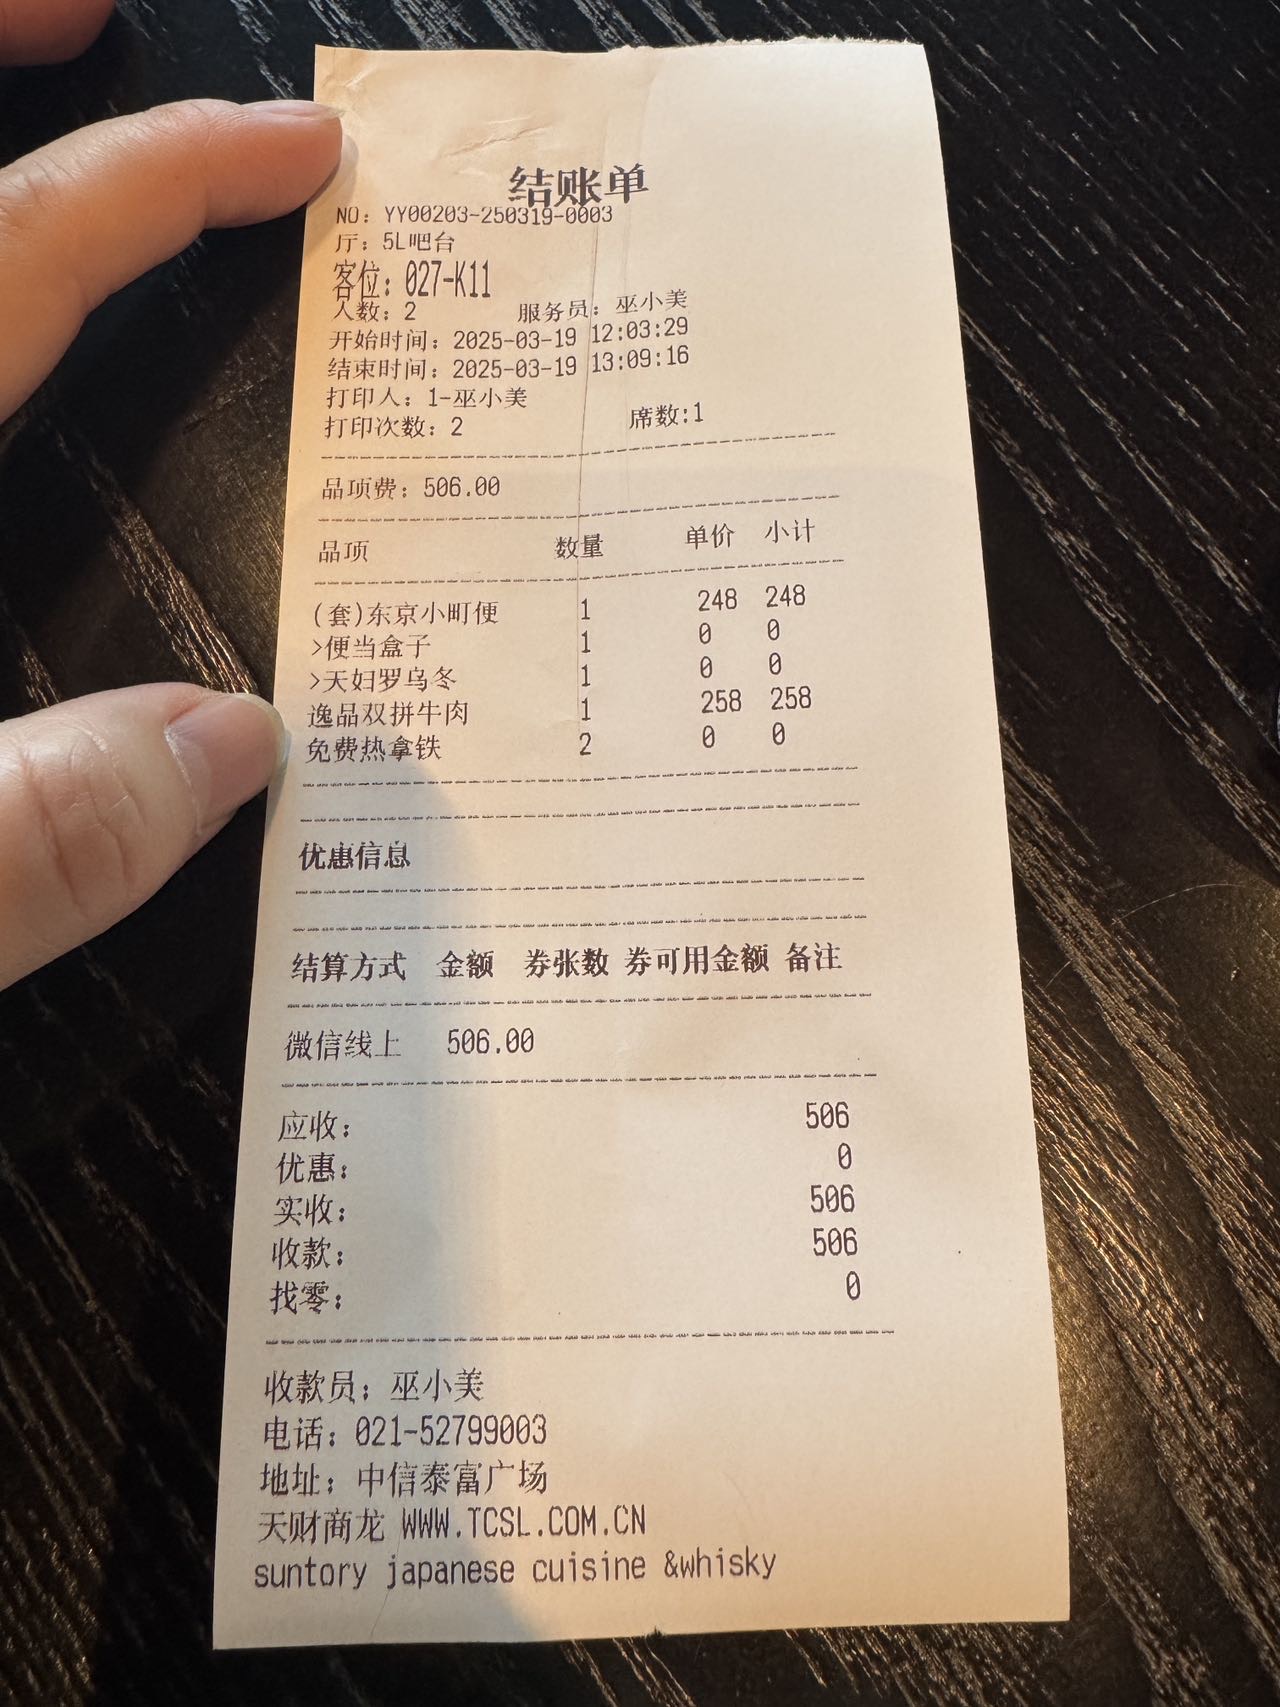 结账单
NO: YY00203-250319-0003
厅: 5L吧台
客位: 027-K11
人数: 2 服务员: 巫小美
开始时间: 2025-03-19 12:03:29
结束时间: 2025-03-19 13:09:16
打印人: 1-巫小美
打印次数: 2 席数:1
品项费: 506.00
品项 数量 单价 小计
(套)东京小町便 1 248 248
>便当盒子 1 0 0
>天妇罗乌冬 1 0 0
逸品双拼牛肉 1 258 258
免费热拿铁 2 0 0
优惠信息
结算方式 金额 券张数 券可用金额 备注
微信线上 506.00
应收: 506
优惠: 0
实收: 506
收款: 506
找零: 0
收款员: 巫小美
电话: 021-52799003
地址: 中信泰富广场
天财商龙 WWW.TCSL.COM.CN
suntory japanese cuisine &whisky